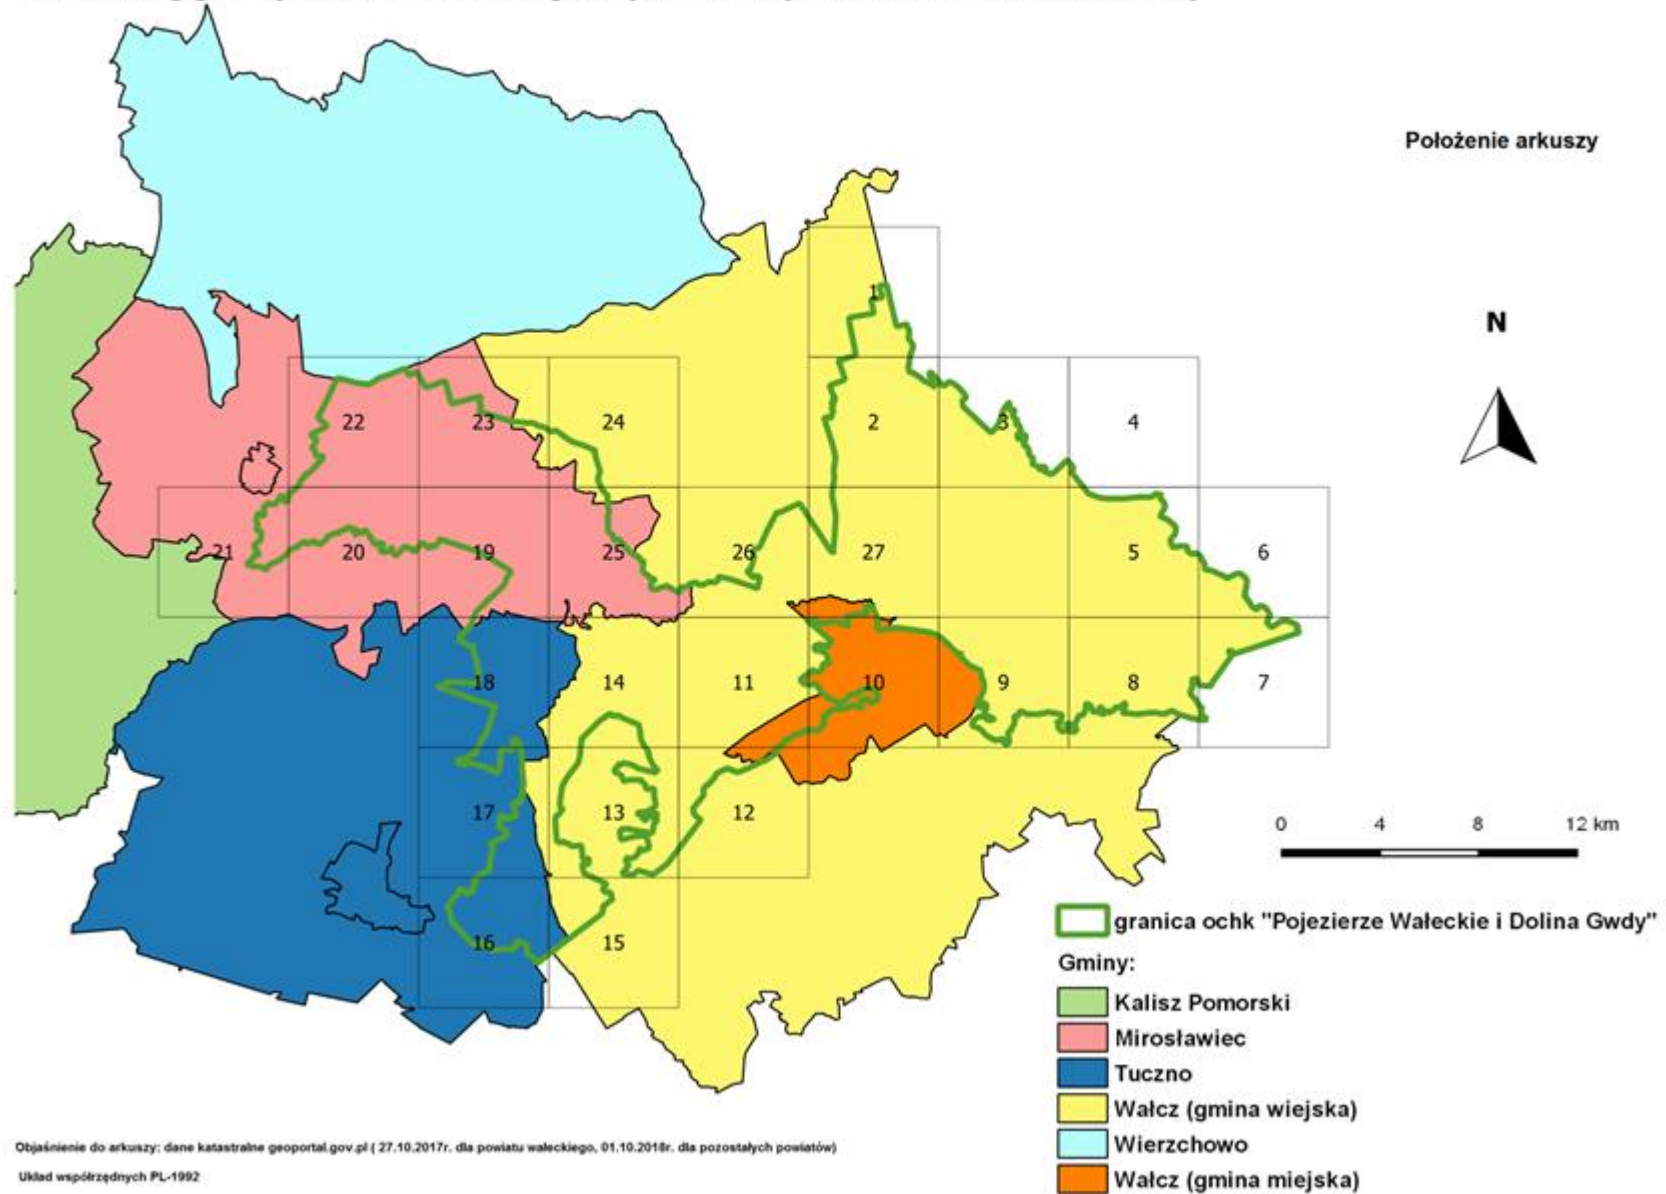 Położenie arkuszy
N
1
22
23
24
2
3
4
21
20
19
25
26
27
5
6
18
14
11
10
9
8
7
17
13
12
16
15
0 4 8 12 km
granica ochk "Pojezierze Wałeckie i Dolina Gwdy"
Gminy:
Kalisz Pomorski
Mirosławiec
Tuczno
Wałcz (gmina wiejska)
Wierzchowo
Wałcz (gmina miejska)
Objaśnienie do arkuszy: dane katastralne geoportal.gov.pl ( 27.10.2017r. dla powiatu wałeckiego, 01.10.2018r. dla pozostałych powiatów)
Układ współrzędnych PL-1992